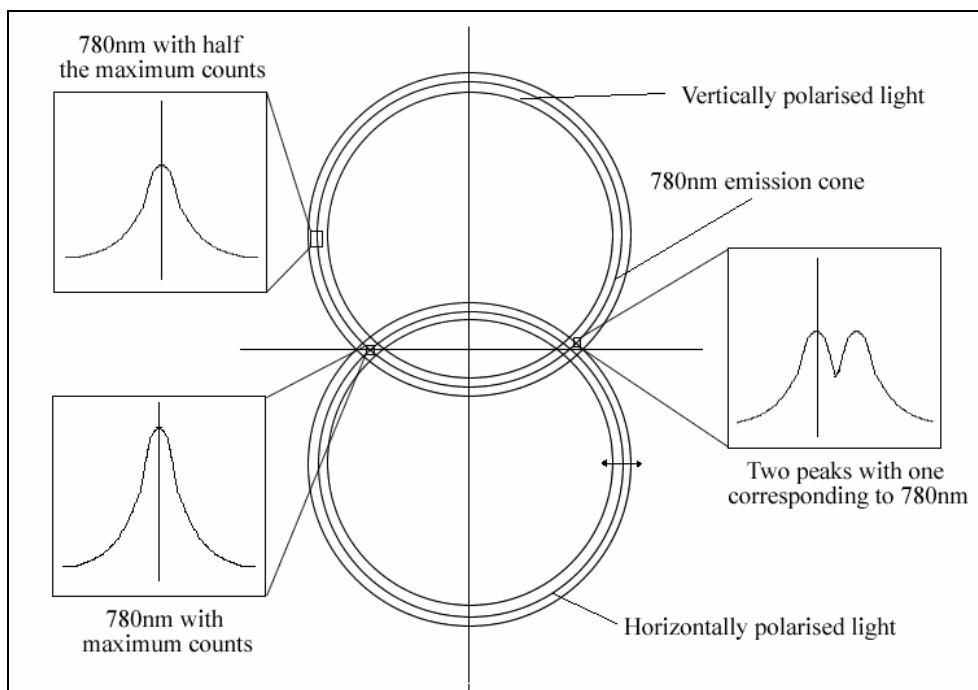 780nm with half
the maximum counts
Vertically polarised light
780nm emission cone
Two peaks with one
corresponding to 780nm
780nm with
maximum counts
Horizontally polarised light